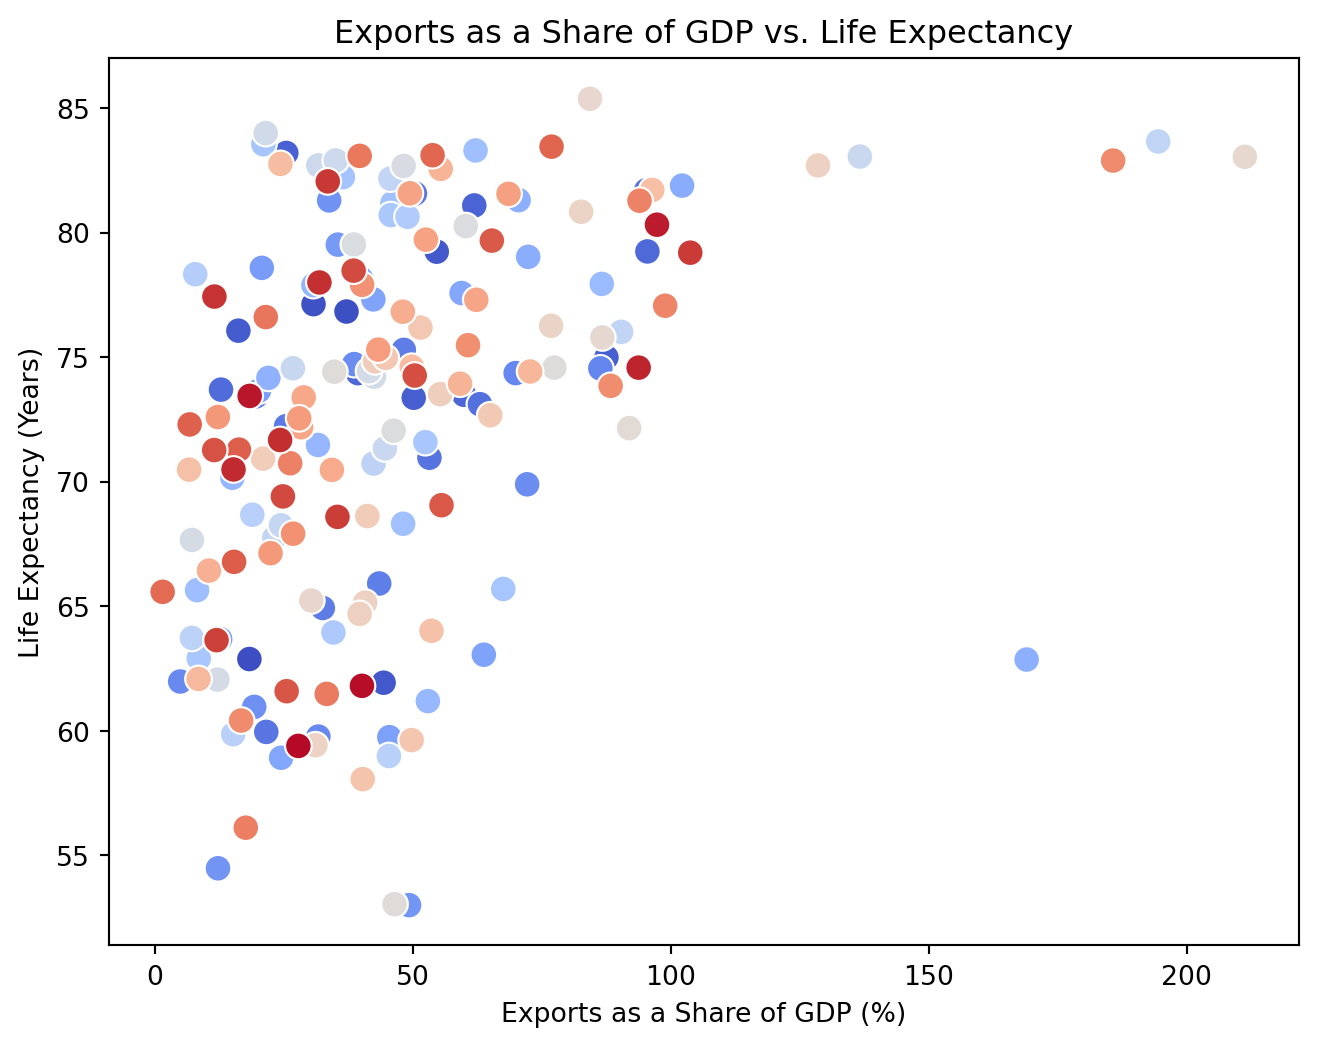 Exports as a Share of GDP vs. Life Expectancy
85
80
75
70
65
60
55
Life Expectancy (Years)
0 50 100 150 200
Exports as a Share of GDP (%)